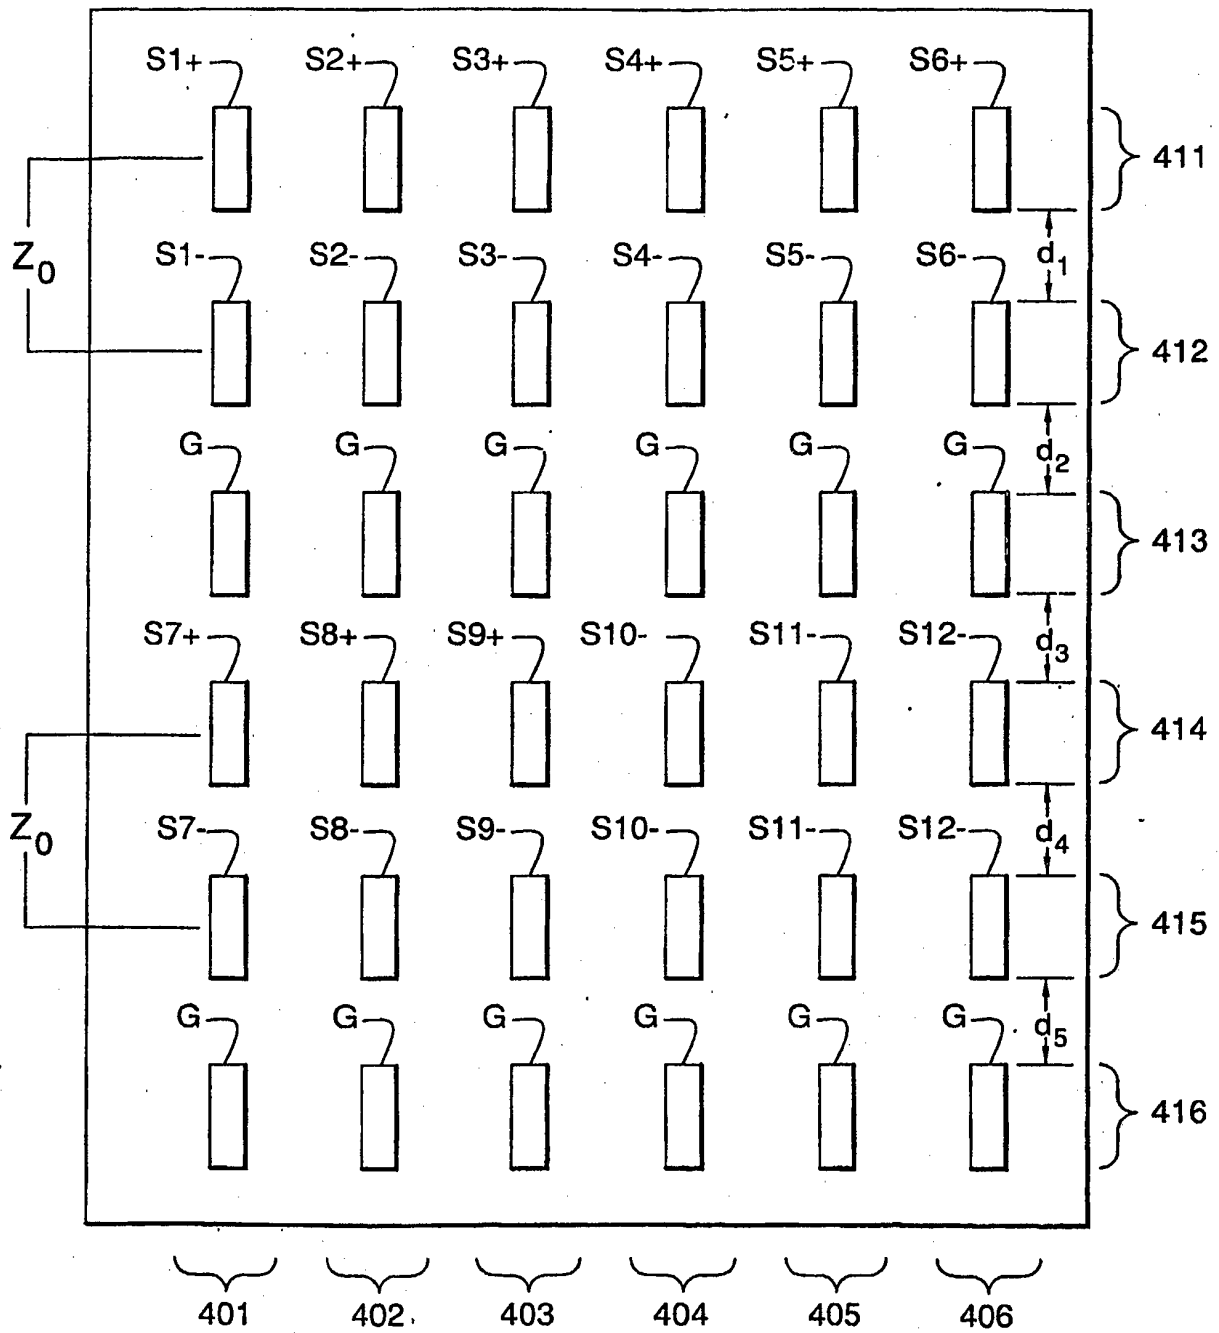 S1+ S2+ S3+ S4+ S5+ S6+
411
Z0
S1- S2- S3- S4- S5- S6-
d1
412
G G G G G G
d2
413
S7+ S8+ S9+ S10- S11- S12-
d3
414
Z0
S7- S8- S9- S10- S11- S12-
d4
415
G G G G G G
d5
416
401 402 403 404 405 406